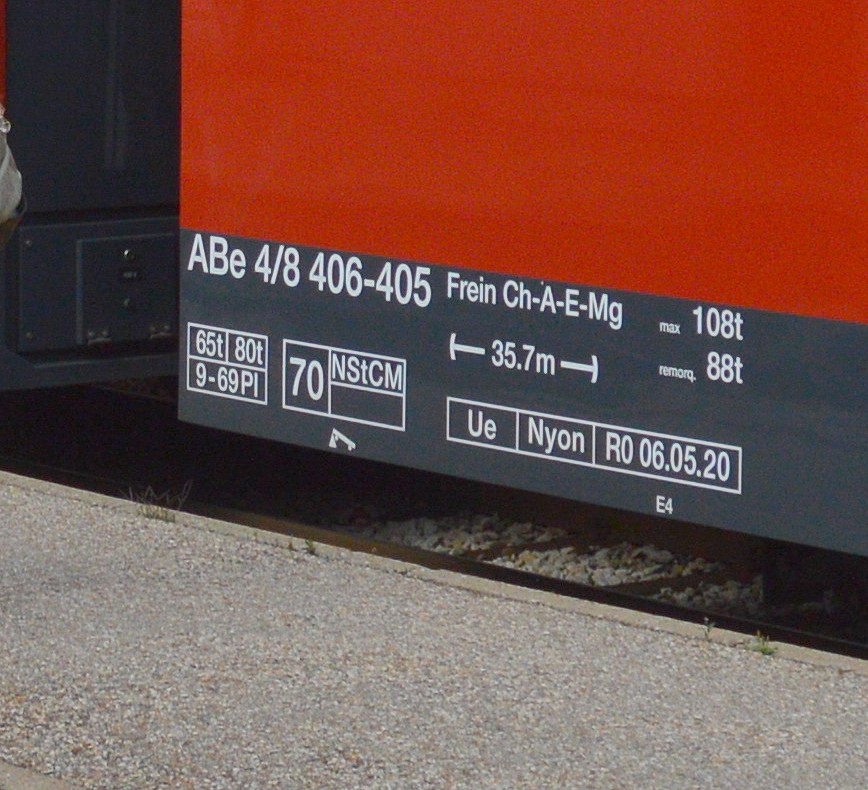 ABe 4/8 406-405
Frein Ch-A-E-Mg
max 108t
35.7m
remorq. 88t
65t 80t
9-69Pl
70 NStCM
Ue Nyon R0 06.05.20
E4